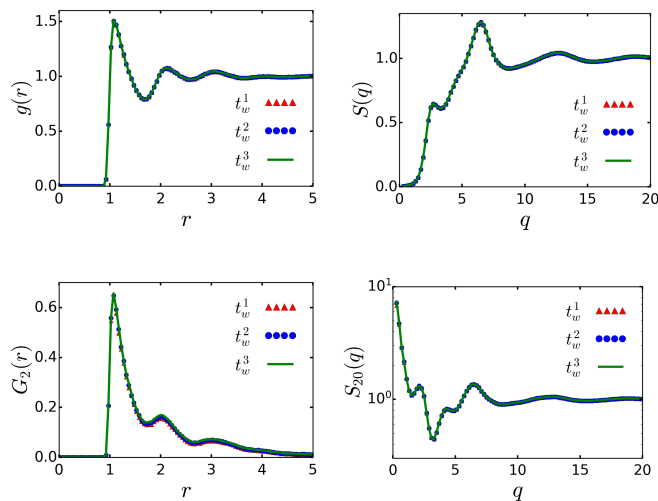 g(r)
1.5
1.0
0.5
0.0
t_w^1
t_w^2
t_w^3
0 1 2 3 4 5
r
S(q)
1.0
0.5
0.0
t_w^1
t_w^2
t_w^3
0 5 10 15 20
q
G_2(r)
0.6
0.4
0.2
0.0
t_w^1
t_w^2
t_w^3
0 1 2 3 4 5
r
S_20(q)
10^1
10^0
t_w^1
t_w^2
t_w^3
0 5 10 15 20
q